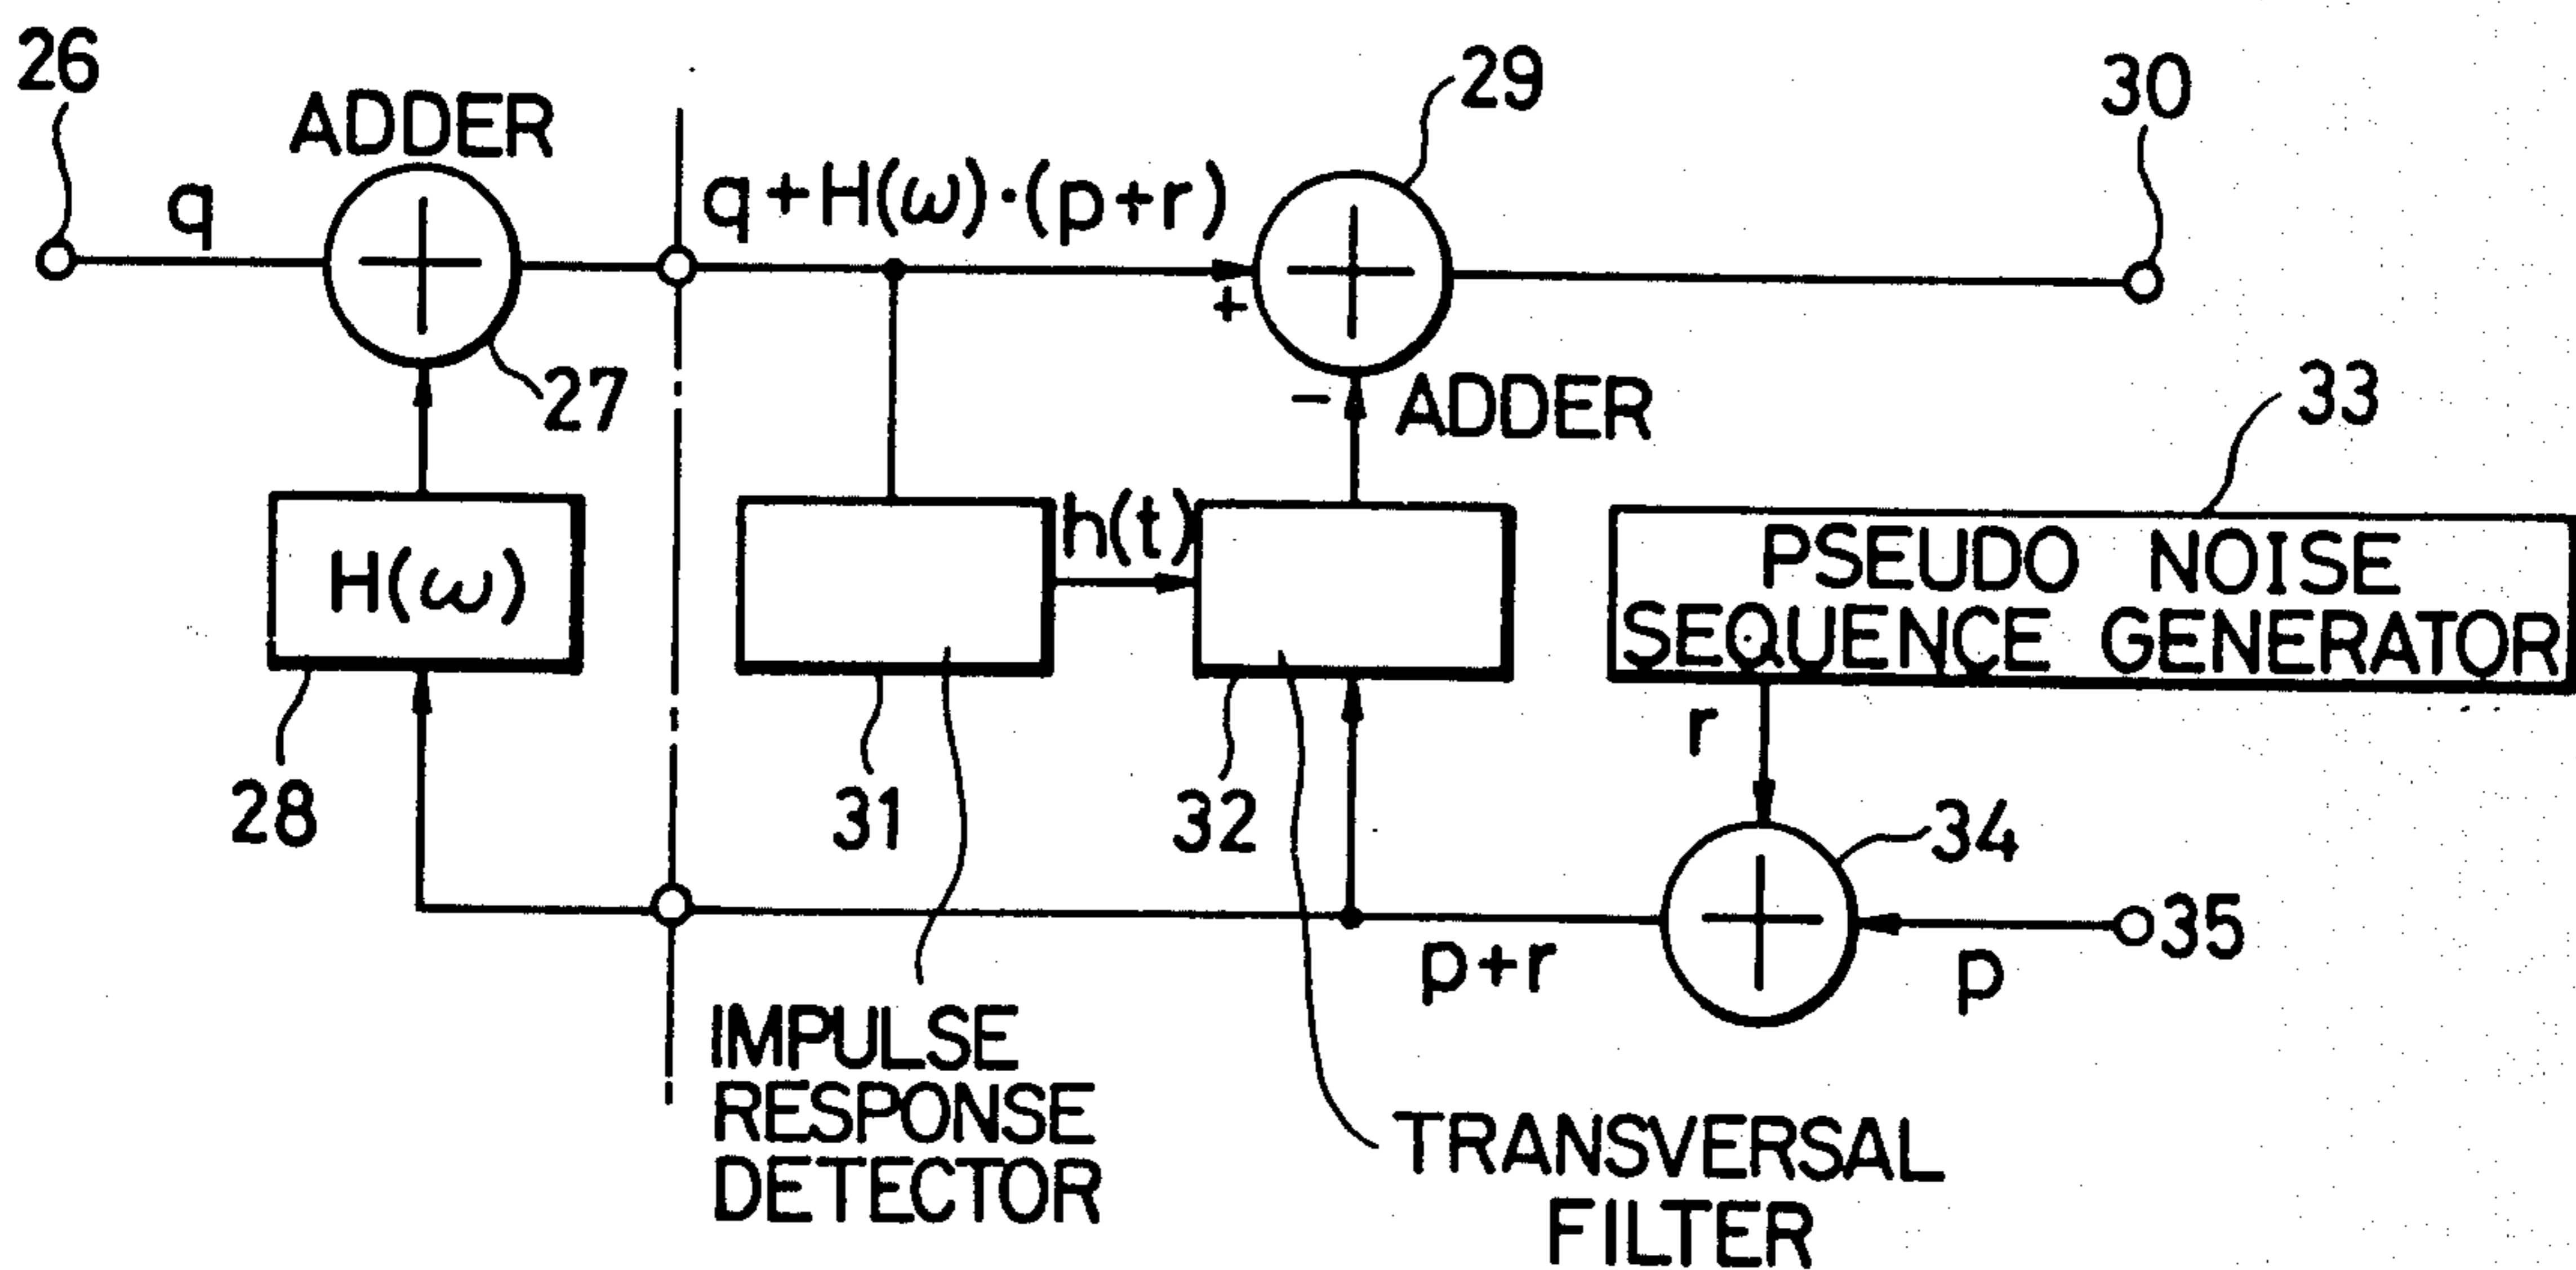 26
ADDER
q
27
q+H(ω)·(p+r)
29
+
30
-
ADDER
33
H(ω)
28
h(t)
31
32
PSEUDO NOISE
SEQUENCE GENERATOR
r
34
35
p
p+r
IMPULSE
RESPONSE
DETECTOR
TRANSVERSAL
FILTER